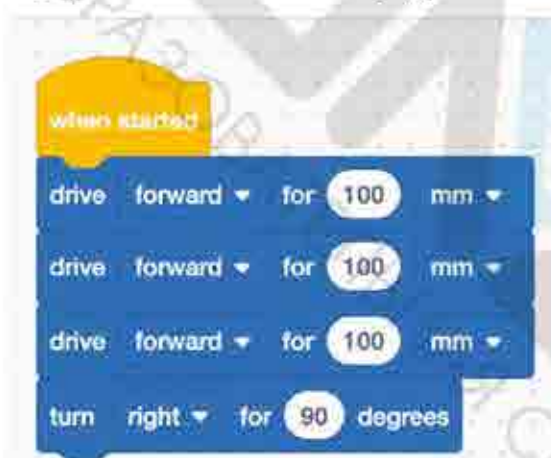 when started
drive forward for 100 mm
drive forward for 100 mm
drive forward for 100 mm
turn right for 90 degrees